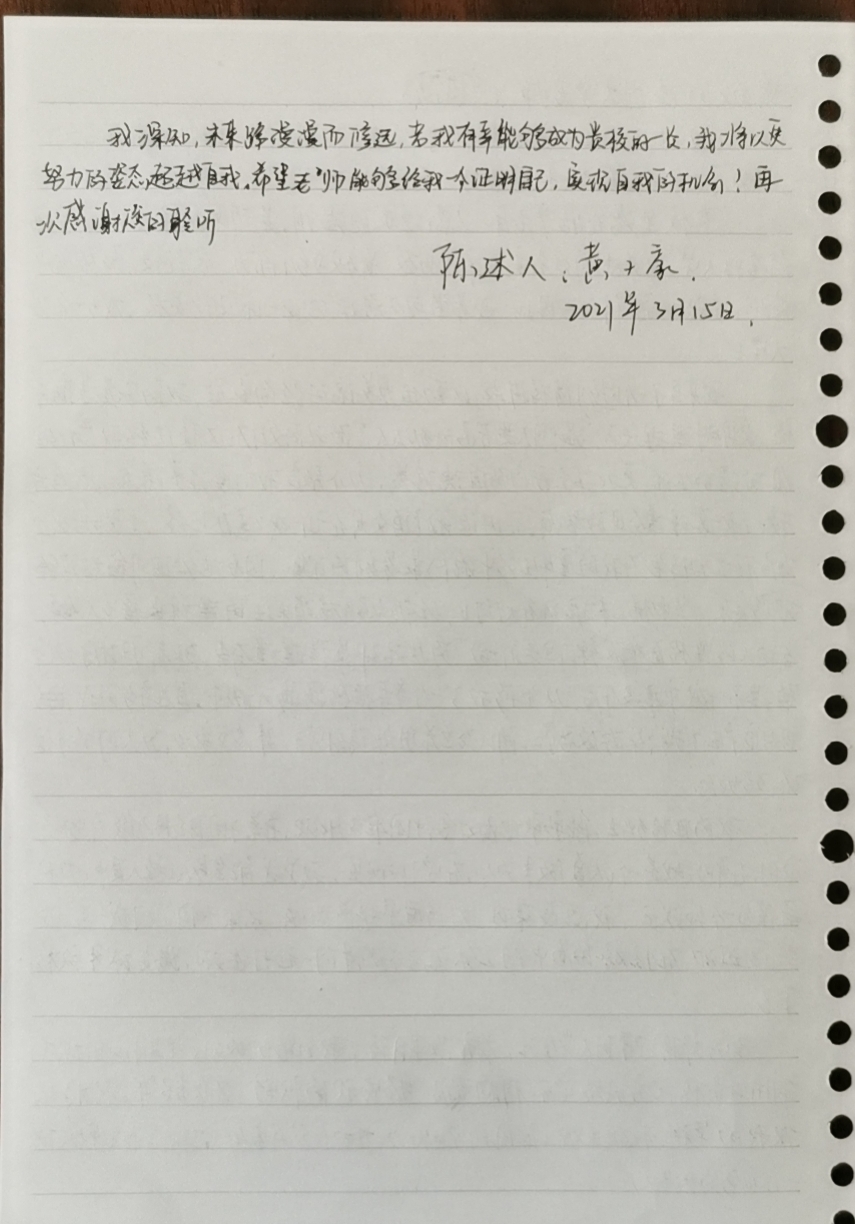 我深知，未来路漫漫而修远，若我有幸能够成为贵校的一员，我将以更
努力的姿态，超越自我。希望老师能够给我一个证明自己，实现自我的机会！再
次感谢您的聆听
陈述人：黄子豪.
2021年3月15日.